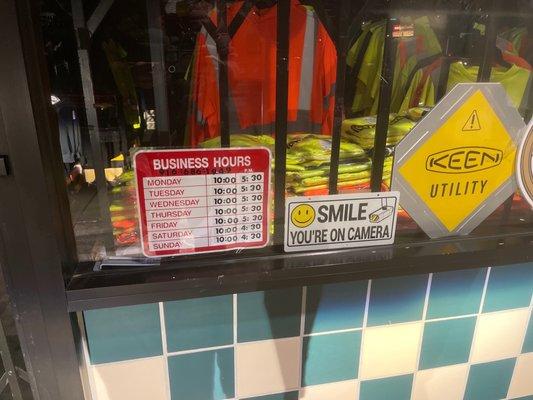 BUSINESS HOURS
P.M.
MONDAY 10:00 5:30
TUESDAY 10:00 5:30
WEDNESDAY 10:00 5:30
THURSDAY 10:00 5:30
FRIDAY 10:00 5:30
SATURDAY 10:00 4:30
SUNDAY 10:00 4:20
SMILE
YOU'RE ON CAMERA
KEEN
UTILITY